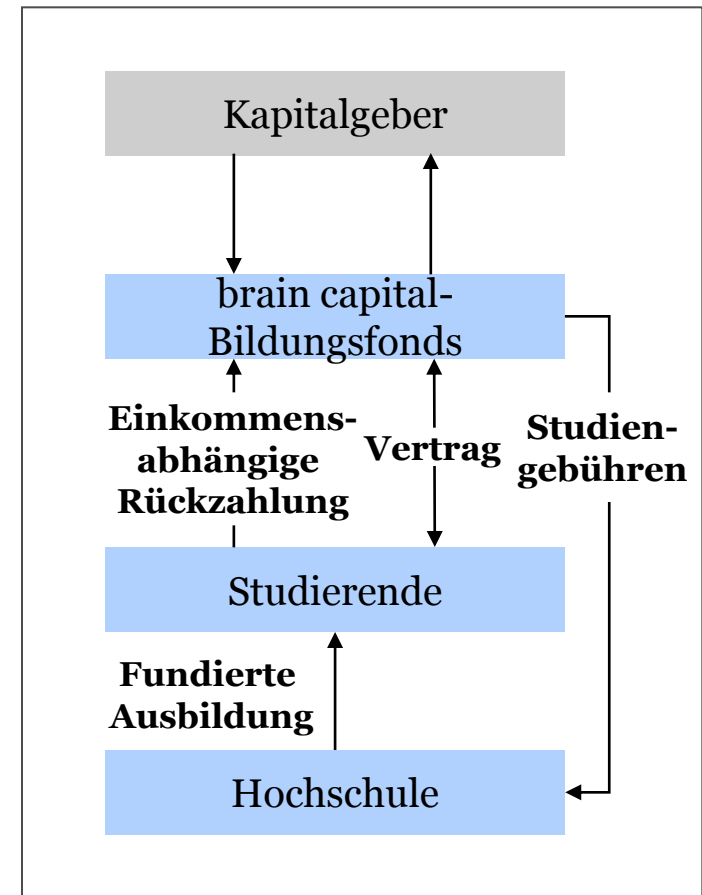 Kapitalgeber
brain capital-
Bildungsfonds
Einkommens-
abhängige
Rückzahlung
Vertrag
Studien-
gebühren
Studierende
Fundierte
Ausbildung
Hochschule